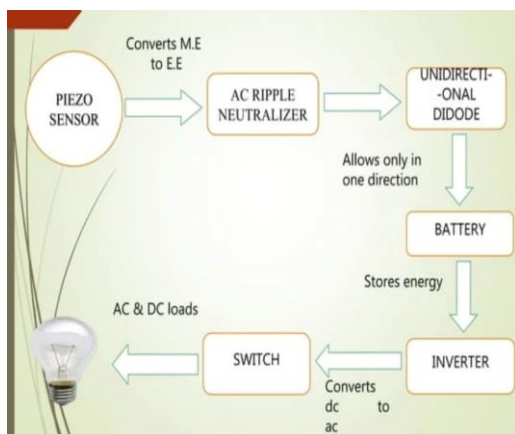 Converts M.E
to E.E
PIEZO
SENSOR
AC RIPPLE
NEUTRALIZER
UNIDIRECTI-
-ONAL
DIDODE
Allows only in
one direction
BATTERY
Stores energy
INVERTER
Converts
dc to
ac
SWITCH
AC & DC loads